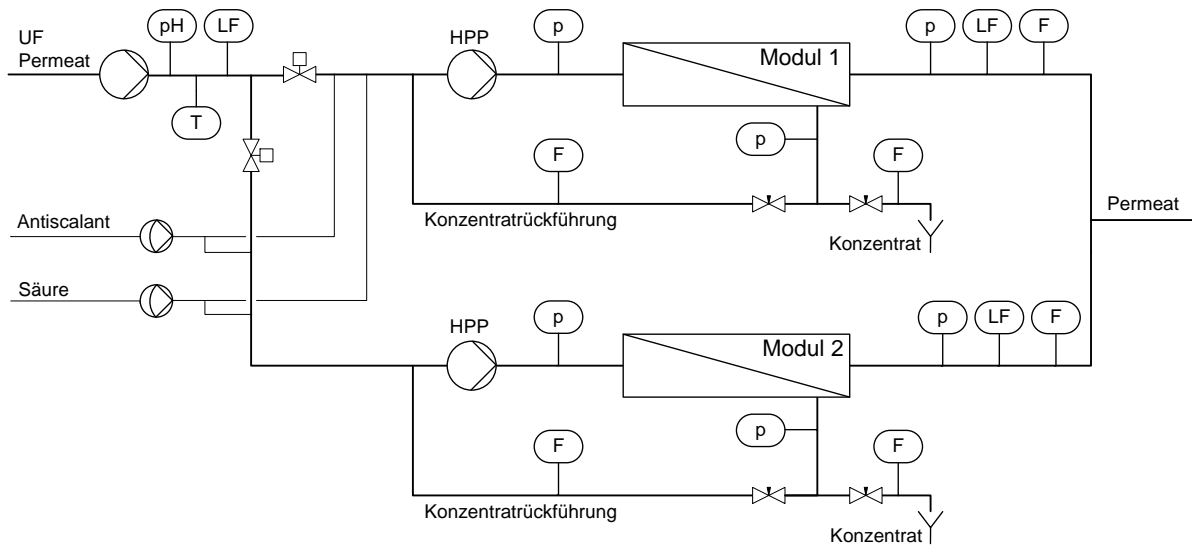 UF
Permeat
pH
LF
T
HPP
p
Modul 1
p
LF
F
p
F
F
Konzentratrückführung
Konzentrat
Permeat
Antiscalant
Säure
HPP
p
Modul 2
p
LF
F
p
F
F
Konzentratrückführung
Konzentrat